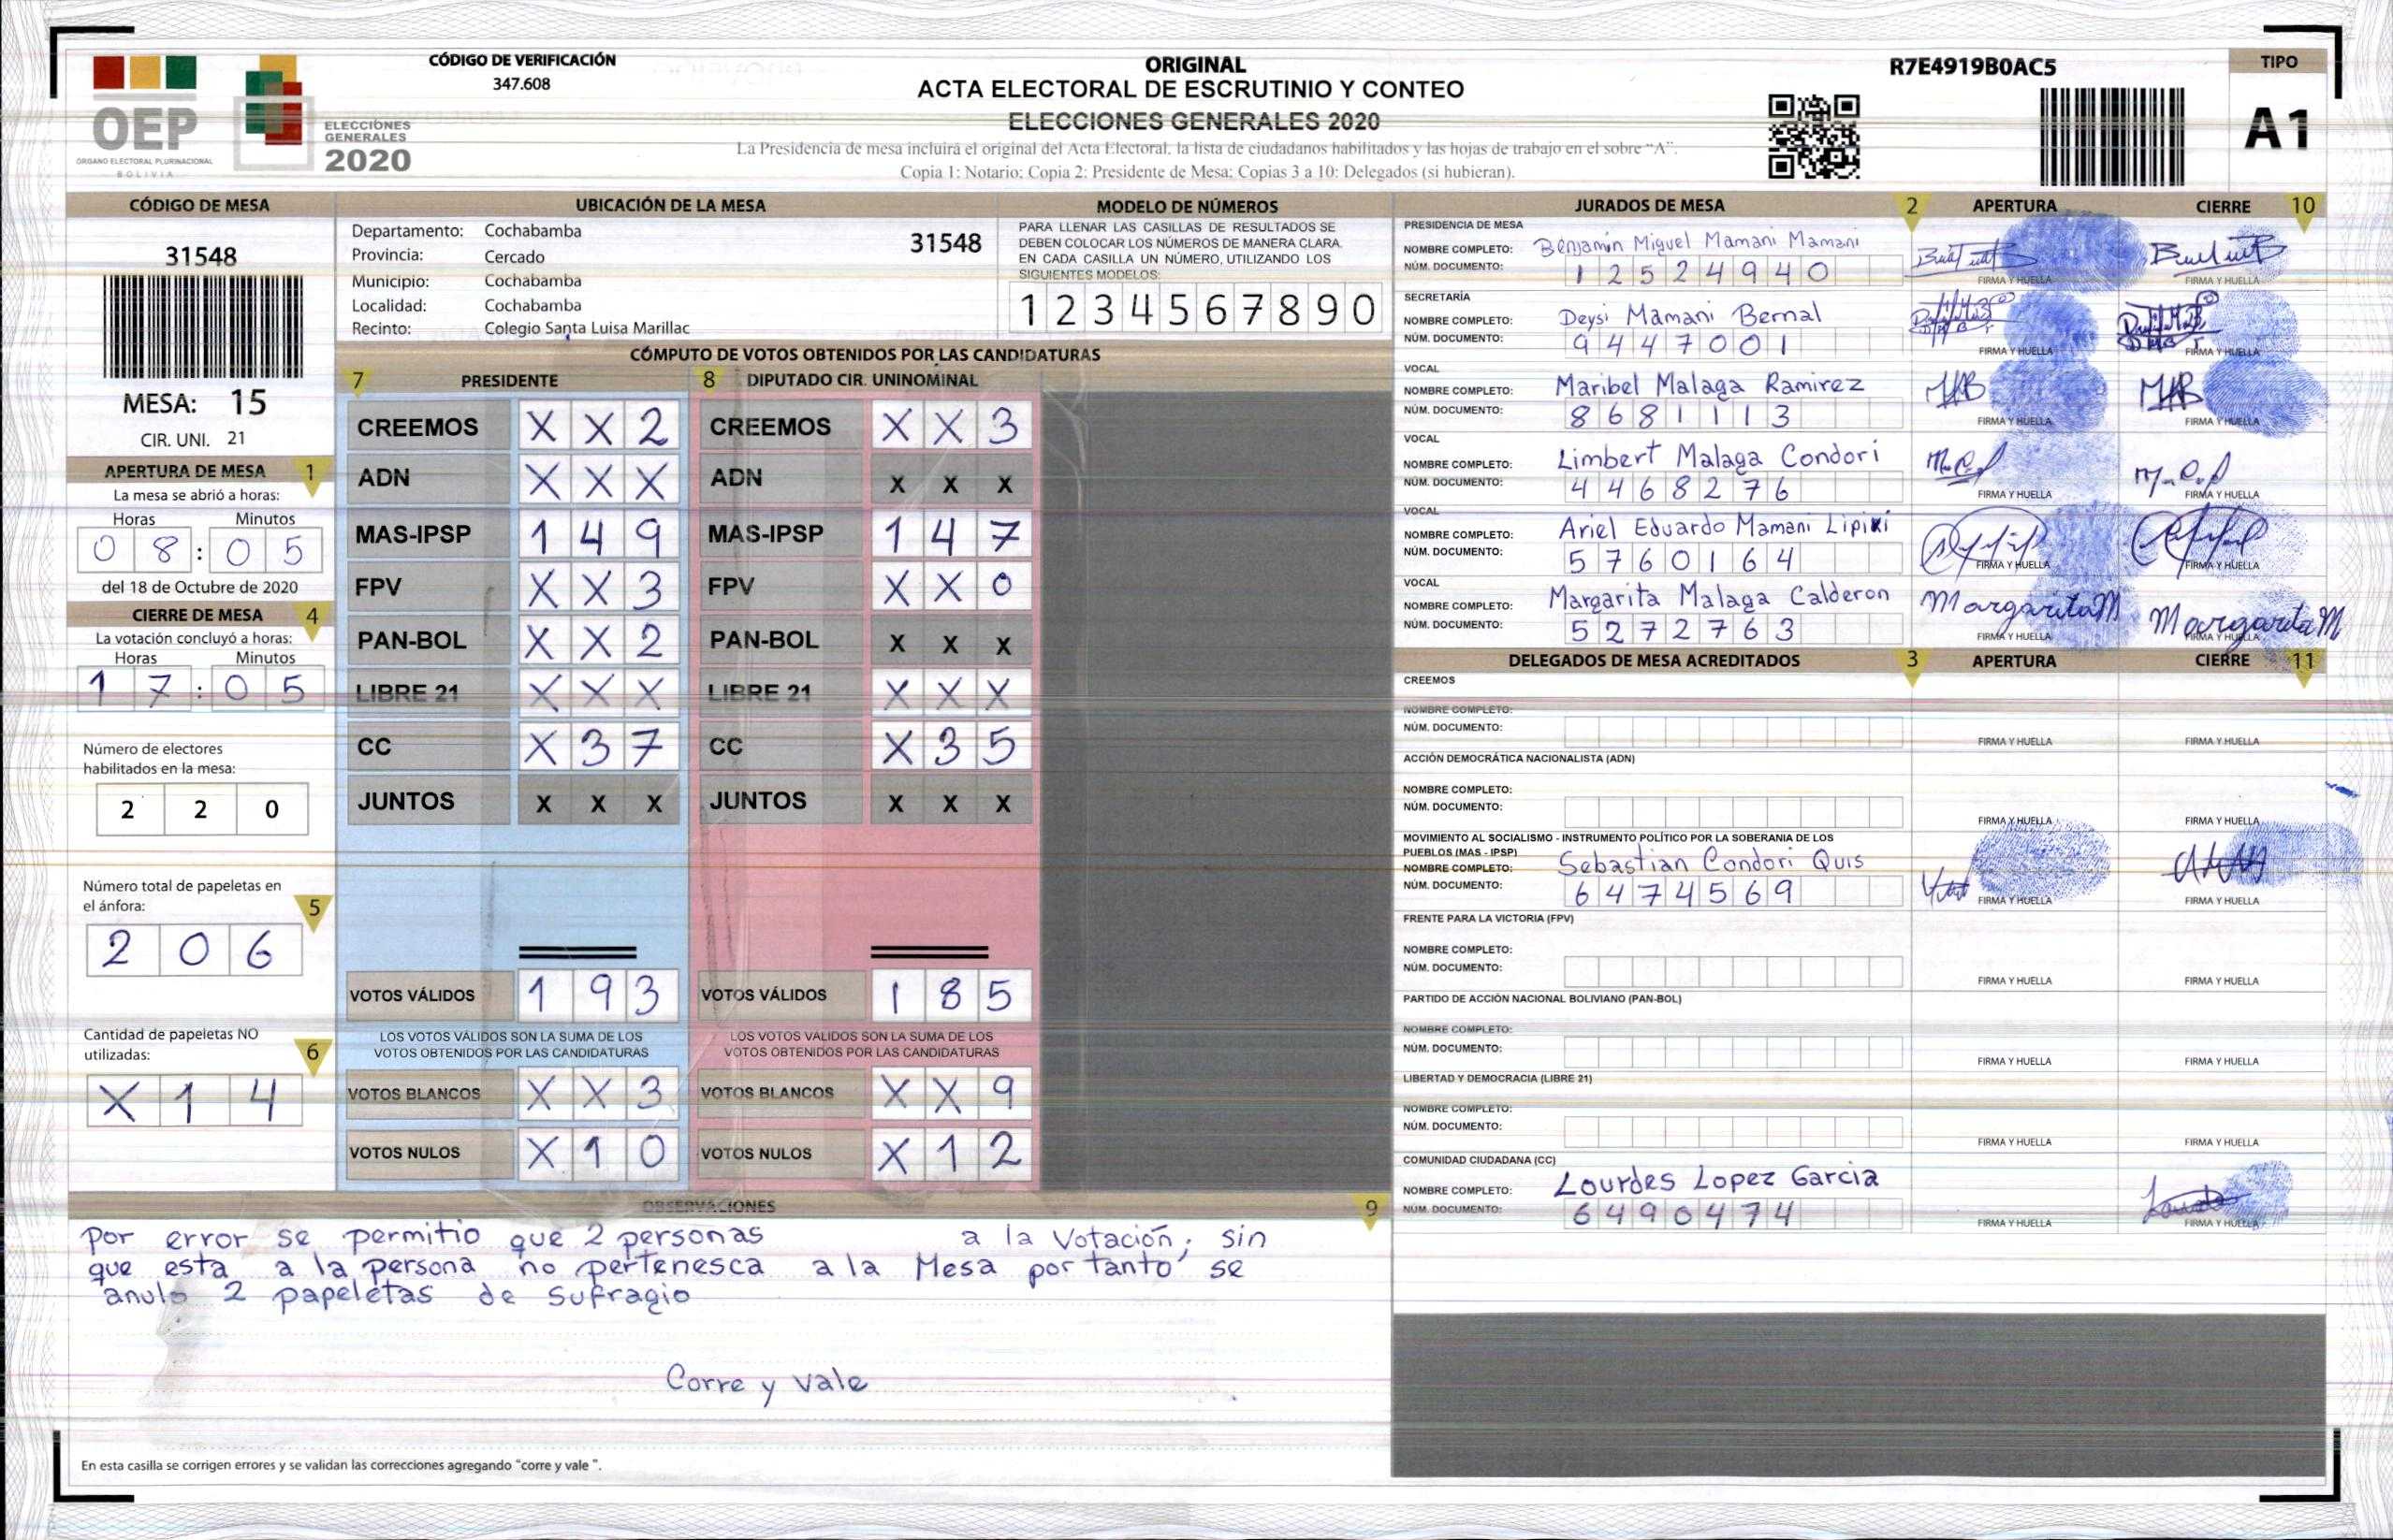 OEP
ÓRGANO ELECTORAL PLURINACIONAL
BOLIVIA
ELECCIONES
GENERALES
2020
CÓDIGO DE VERIFICACIÓN
347.608
ORIGINAL
ACTA ELECTORAL DE ESCRUTINIO Y CONTEO
ELECCIONES GENERALES 2020
La Presidencia de mesa incluirá el original del Acta Electoral, la lista de ciudadanos habilitados y las hojas de trabajo en el sobre “A”.
Copia 1: Notario; Copia 2: Presidente de Mesa; Copias 3 a 10: Delegados (si hubieran).
R7E4919B0AC5
TIPO
A1
CÓDIGO DE MESA
31548
MESA: 15
CIR. UNI. 21
APERTURA DE MESA 1
La mesa se abrió a horas:
Horas Minutos
0 8 : 0 5
del 18 de Octubre de 2020
CIERRE DE MESA 4
La votación concluyó a horas:
Horas Minutos
1 7 : 0 5
Número de electores
habilitados en la mesa:
2 2 0
Número total de papeletas en
el ánfora: 5
2 0 6
Cantidad de papeletas NO
utilizadas: 6
X 1 4
UBICACIÓN DE LA MESA
Departamento: Cochabamba 31548
Provincia: Cercado
Municipio: Cochabamba
Localidad: Cochabamba
Recinto: Colegio Santa Luisa Marillac
MODELO DE NÚMEROS
PARA LLENAR LAS CASILLAS DE RESULTADOS SE
DEBEN COLOCAR LOS NÚMEROS DE MANERA CLARA.
EN CADA CASILLA UN NÚMERO, UTILIZANDO LOS
SIGUIENTES MODELOS:
1 2 3 4 5 6 7 8 9 0
CÓMPUTO DE VOTOS OBTENIDOS POR LAS CANDIDATURAS
7 PRESIDENTE 8 DIPUTADO CIR. UNINOMINAL
CREEMOS X X 2 CREEMOS X X 3
ADN X X X ADN X X X
MAS-IPSP 1 4 9 MAS-IPSP 1 4 7
FPV X X 3 FPV X X 0
PAN-BOL X X 2 PAN-BOL X X X
LIBRE 21 X X X LIBRE 21 X X X
CC X 3 7 CC X 3 5
JUNTOS X X X JUNTOS X X X
VOTOS VÁLIDOS 1 9 3 VOTOS VÁLIDOS 1 8 5
LOS VOTOS VÁLIDOS SON LA SUMA DE LOS LOS VOTOS VÁLIDOS SON LA SUMA DE LOS
VOTOS OBTENIDOS POR LAS CANDIDATURAS VOTOS OBTENIDOS POR LAS CANDIDATURAS
VOTOS BLANCOS X X 3 VOTOS BLANCOS X X 9
VOTOS NULOS X 1 0 VOTOS NULOS X 1 2
OBSERVACIONES 9
Por error se permitio que 2 personas a la Votación, sin
que esta a la persona no pertenesca a la Mesa por tanto se
anulo 2 papeletas de Sufragio
Corre y vale
En esta casilla se corrigen errores y se validan las correcciones agregando "corre y vale ".
JURADOS DE MESA 2 APERTURA CIERRE 10
PRESIDENCIA DE MESA
NOMBRE COMPLETO: Benjamin Miguel Mamani Mamani
NÚM. DOCUMENTO: 1 2 5 2 4 9 4 0
FIRMA Y HUELLA FIRMA Y HUELLA
SECRETARÍA
NOMBRE COMPLETO: Deysi Mamani Bernal
NÚM. DOCUMENTO: 9 4 4 7 0 0 1
FIRMA Y HUELLA FIRMA Y HUELLA
VOCAL
NOMBRE COMPLETO: Maribel Malaga Ramirez
NÚM. DOCUMENTO: 8 6 8 1 1 1 3
FIRMA Y HUELLA FIRMA Y HUELLA
VOCAL
NOMBRE COMPLETO: Limbert Malaga Condori
NÚM. DOCUMENTO: 4 4 6 8 2 7 6
FIRMA Y HUELLA FIRMA Y HUELLA
VOCAL
NOMBRE COMPLETO: Ariel Eduardo Mamani
NÚM. DOCUMENTO: 5 7 6 0 1 6 4
FIRMA Y HUELLA FIRMA Y HUELLA
VOCAL
NOMBRE COMPLETO: Margarita Malaga Calderon
NÚM. DOCUMENTO: 5 2 7 2 7 6 3
MargaritaM MargaritaM
FIRMA Y HUELLA FIRMA Y HUELLA
DELEGADOS DE MESA ACREDITADOS 3 APERTURA CIERRE 11
CREEMOS
NOMBRE COMPLETO:
NÚM. DOCUMENTO:
FIRMA Y HUELLA FIRMA Y HUELLA
ACCIÓN DEMOCRÁTICA NACIONALISTA (ADN)
NOMBRE COMPLETO:
NÚM. DOCUMENTO:
FIRMA Y HUELLA FIRMA Y HUELLA
MOVIMIENTO AL SOCIALISMO - INSTRUMENTO POLÍTICO POR LA SOBERANIA DE LOS
PUEBLOS (MAS - IPSP)
NOMBRE COMPLETO: Sebastian Condori Quis
NÚM. DOCUMENTO: 6 4 7 4 5 6 9
FIRMA Y HUELLA FIRMA Y HUELLA
FRENTE PARA LA VICTORIA (FPV)
NOMBRE COMPLETO:
NÚM. DOCUMENTO:
FIRMA Y HUELLA FIRMA Y HUELLA
PARTIDO DE ACCIÓN NACIONAL BOLIVIANO (PAN-BOL)
NOMBRE COMPLETO:
NÚM. DOCUMENTO:
FIRMA Y HUELLA FIRMA Y HUELLA
LIBERTAD Y DEMOCRACIA (LIBRE 21)
NOMBRE COMPLETO:
NÚM. DOCUMENTO:
FIRMA Y HUELLA FIRMA Y HUELLA
COMUNIDAD CIUDADANA (CC)
NOMBRE COMPLETO: Lourdes Lopez Garcia
NÚM. DOCUMENTO: 6 4 9 0 4 7 4
FIRMA Y HUELLA FIRMA Y HUELLA